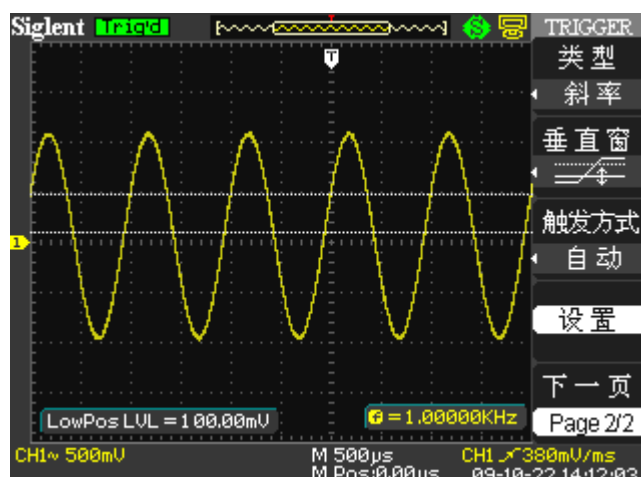 Siglent Trig'd
TRIGGER
类型
斜率
垂直窗
触发方式
自动
设置
下一页
Page 2/2
T
1
LowPos LVL=100.00mV
f=1.00000KHz
CH1~ 500mV
M 500μs
CH1 380mV/ms
M Pos:0.00μs
09-10-22 14:12:03